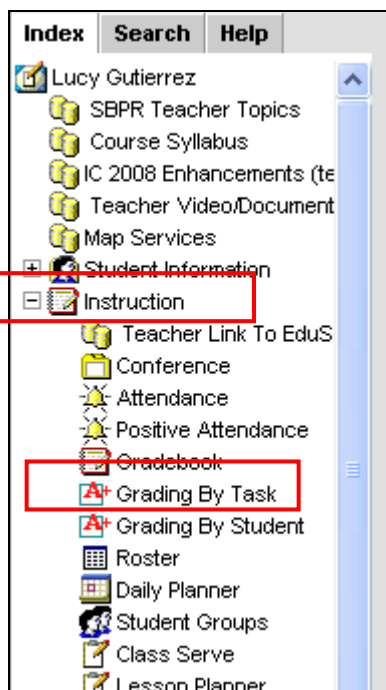 Index Search Help
Lucy Gutierrez
SBPR Teacher Topics
Course Syllabus
IC 2008 Enhancements (te
Teacher Video/Document
Map Services
Student Information
Instruction
Teacher Link To EduS
Conference
Attendance
Positive Attendance
Gradebook
A+ Grading By Task
A+ Grading By Student
Roster
Daily Planner
Student Groups
Class Serve
Lesson Planner